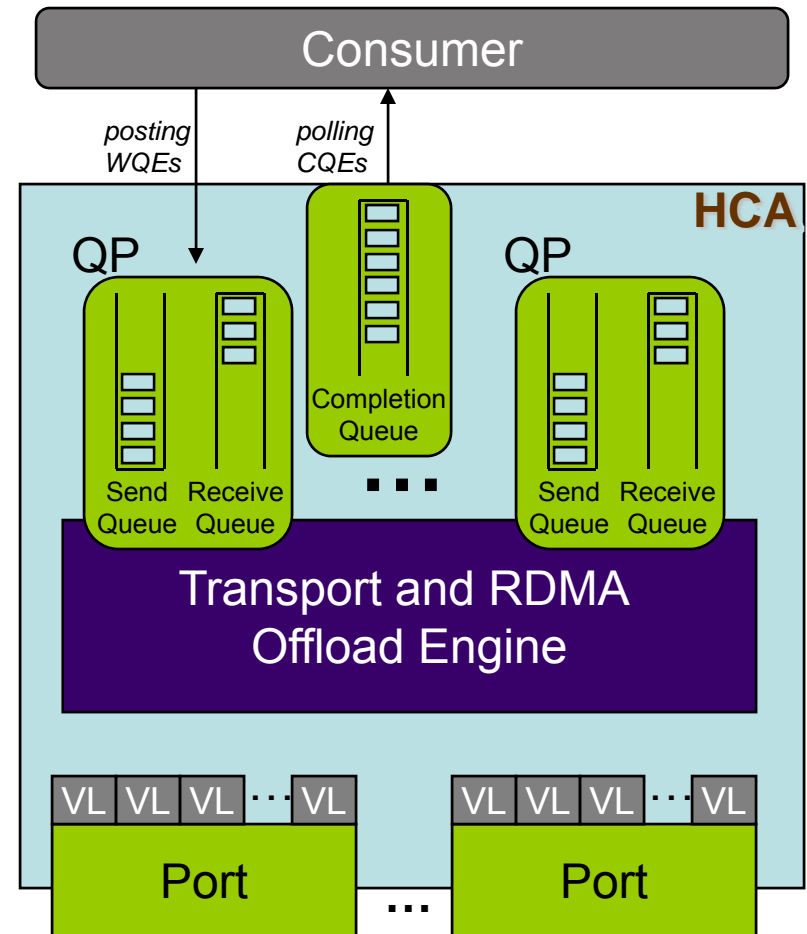 Consumer
posting
WQEs
polling
CQEs
HCA
QP
QP
Completion
Queue
...
Send Receive
Queue Queue
Send Receive
Queue Queue
Transport and RDMA
Offload Engine
VL VL VL ... VL
VL VL VL ... VL
Port
...
Port